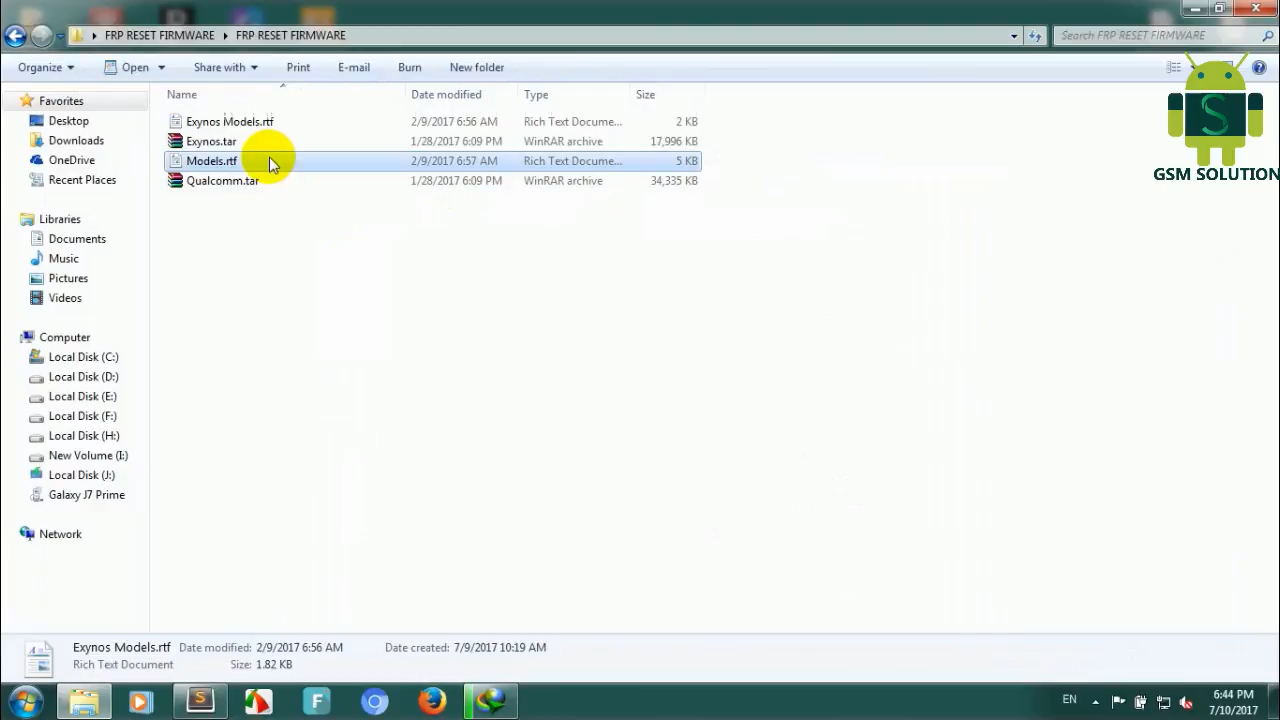 FRP RESET FIRMWARE FRP RESET FIRMWARE
Search FRP RESET FIRMWARE
Organize Open Share with Print E-mail Burn New folder
Name Date modified Type Size
Exynos Models.rtf 2/9/2017 6:56 AM Rich Text Docume... 2 KB
Exynos.tar 1/28/2017 6:09 PM WinRAR archive 17,996 KB
Models.rtf 2/9/2017 6:57 AM Rich Text Docume... 5 KB
Qualcomm.tar 1/28/2017 6:09 PM WinRAR archive 34,335 KB
S
GSM SOLUTION
Favorites
Desktop
Downloads
OneDrive
Recent Places
Libraries
Documents
Music
Pictures
Videos
Computer
Local Disk (C:)
Local Disk (D:)
Local Disk (E:)
Local Disk (F:)
Local Disk (H:)
New Volume (I:)
Local Disk (J:)
Galaxy J7 Prime
Network
Exynos Models.rtf Date modified: 2/9/2017 6:56 AM Date created: 7/9/2017 10:19 AM
Rich Text Document Size: 1.82 KB
EN
6:44 PM
7/10/2017